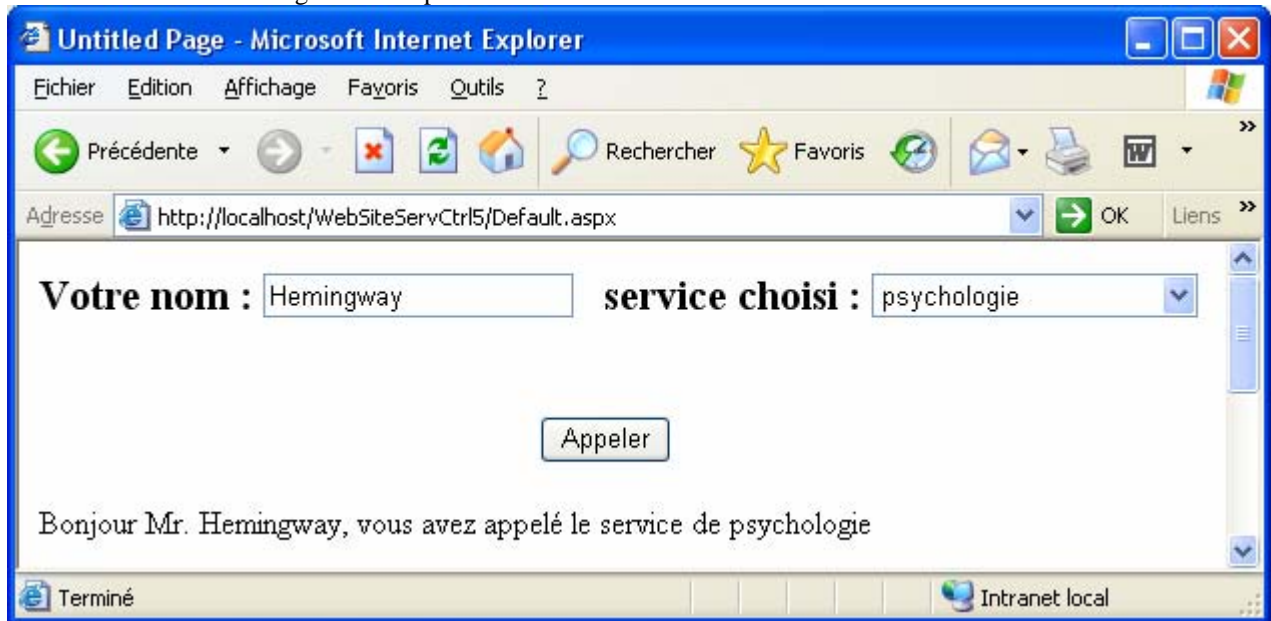 Untitled Page - Microsoft Internet Explorer
Fichier Edition Affichage Favoris Outils ?
Précédente Rechercher Favoris W »
Adresse http://localhost/WebSiteServCtrl5/Default.aspx OK Liens »
Votre nom : Hemingway service choisi : psychologie
Appeler
Bonjour Mr. Hemingway, vous avez appelé le service de psychologie
Terminé Intranet local